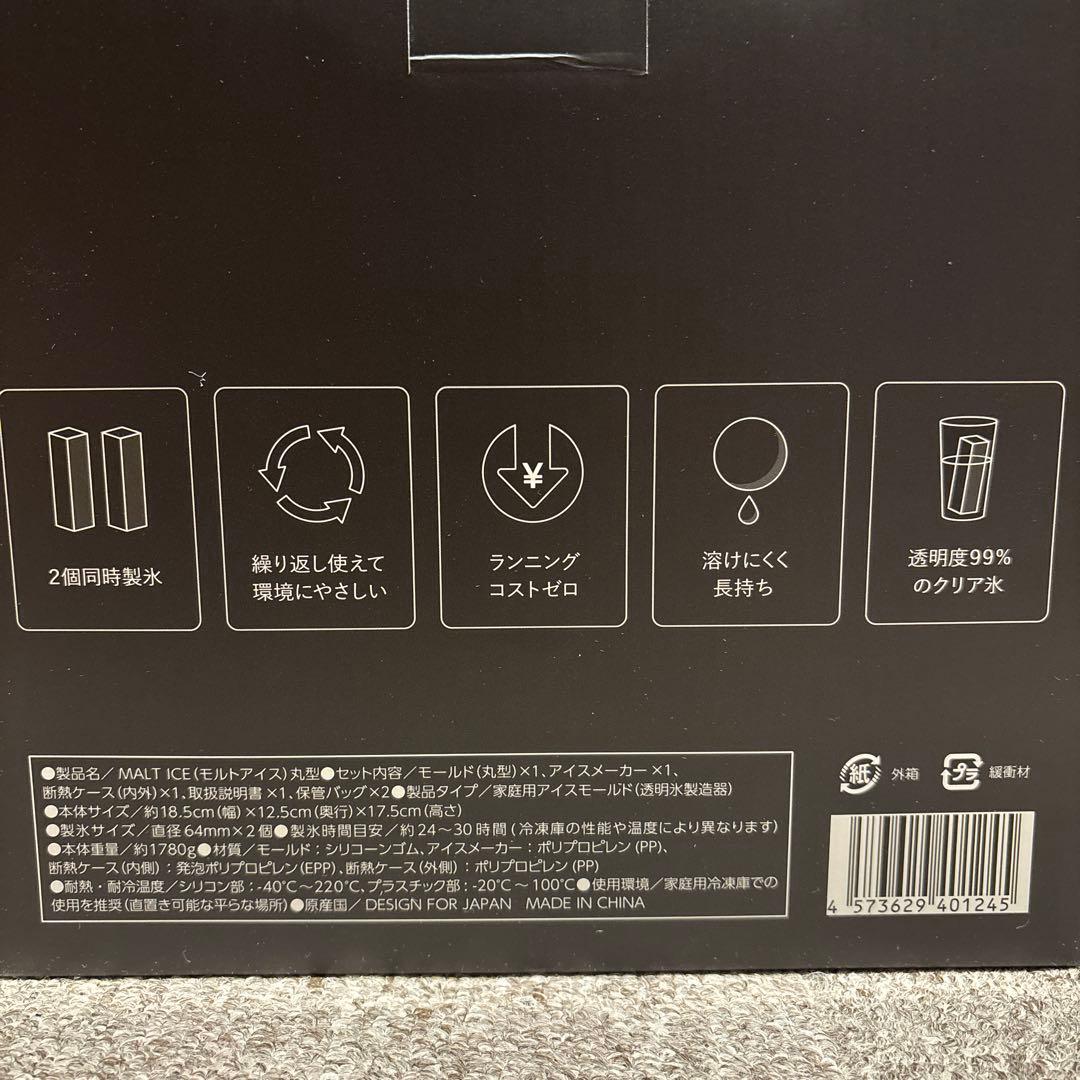 2個同時製氷
繰り返し使えて
環境にやさしい
¥
ランニング
コストゼロ
溶けにくく
長持ち
透明度99%
のクリア氷
●製品名／MALT ICE(モルトアイス)丸型●セット内容／モールド(丸型)×1、アイスメーカー×1、
断熱ケース(内外)×1、取扱説明書×1、保管バッグ×2●製品タイプ／家庭用アイスモールド(透明氷製造器)
●本体サイズ／約18.5cm(幅)×12.5cm(奥行)×17.5cm(高さ)
●製氷サイズ／直径64mm×2個●製氷時間目安／約24〜30時間(冷凍庫の性能や温度により異なります)
●本体重量／約1780g●材質／モールド：シリコーンゴム、アイスメーカー：ポリプロピレン(PP)、
断熱ケース(内側)：発泡ポリプロピレン(EPP)、断熱ケース(外側)：ポリプロピレン(PP)
●耐熱・耐冷温度／シリコン部：-40℃〜220℃、プラスチック部：-20℃〜100℃●使用環境／家庭用冷凍庫での
使用を推奨(直置き可能な平らな場所)●原産国／DESIGN FOR JAPAN MADE IN CHINA
紙 外箱
プラ 緩衝材
4 573629 401245